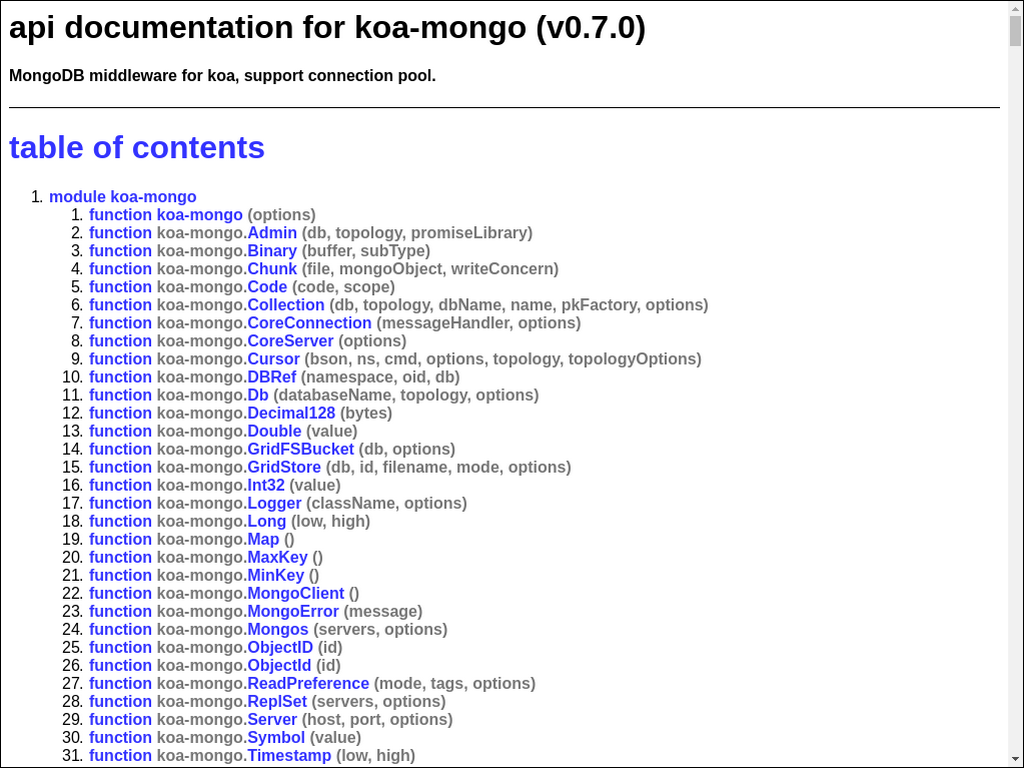 api documentation for koa-mongo (v0.7.0)
MongoDB middleware for koa, support connection pool.
table of contents
1. module koa-mongo
1. function koa-mongo (options)
2. function koa-mongo.Admin (db, topology, promiseLibrary)
3. function koa-mongo.Binary (buffer, subType)
4. function koa-mongo.Chunk (file, mongoObject, writeConcern)
5. function koa-mongo.Code (code, scope)
6. function koa-mongo.Collection (db, topology, dbName, name, pkFactory, options)
7. function koa-mongo.CoreConnection (messageHandler, options)
8. function koa-mongo.CoreServer (options)
9. function koa-mongo.Cursor (bson, ns, cmd, options, topology, topologyOptions)
10. function koa-mongo.DBRef (namespace, oid, db)
11. function koa-mongo.Db (databaseName, topology, options)
12. function koa-mongo.Decimal128 (bytes)
13. function koa-mongo.Double (value)
14. function koa-mongo.GridFSBucket (db, options)
15. function koa-mongo.GridStore (db, id, filename, mode, options)
16. function koa-mongo.Int32 (value)
17. function koa-mongo.Logger (className, options)
18. function koa-mongo.Long (low, high)
19. function koa-mongo.Map ()
20. function koa-mongo.MaxKey ()
21. function koa-mongo.MinKey ()
22. function koa-mongo.MongoClient ()
23. function koa-mongo.MongoError (message)
24. function koa-mongo.Mongos (servers, options)
25. function koa-mongo.ObjectID (id)
26. function koa-mongo.ObjectId (id)
27. function koa-mongo.ReadPreference (mode, tags, options)
28. function koa-mongo.ReplSet (servers, options)
29. function koa-mongo.Server (host, port, options)
30. function koa-mongo.Symbol (value)
31. function koa-mongo.Timestamp (low, high)